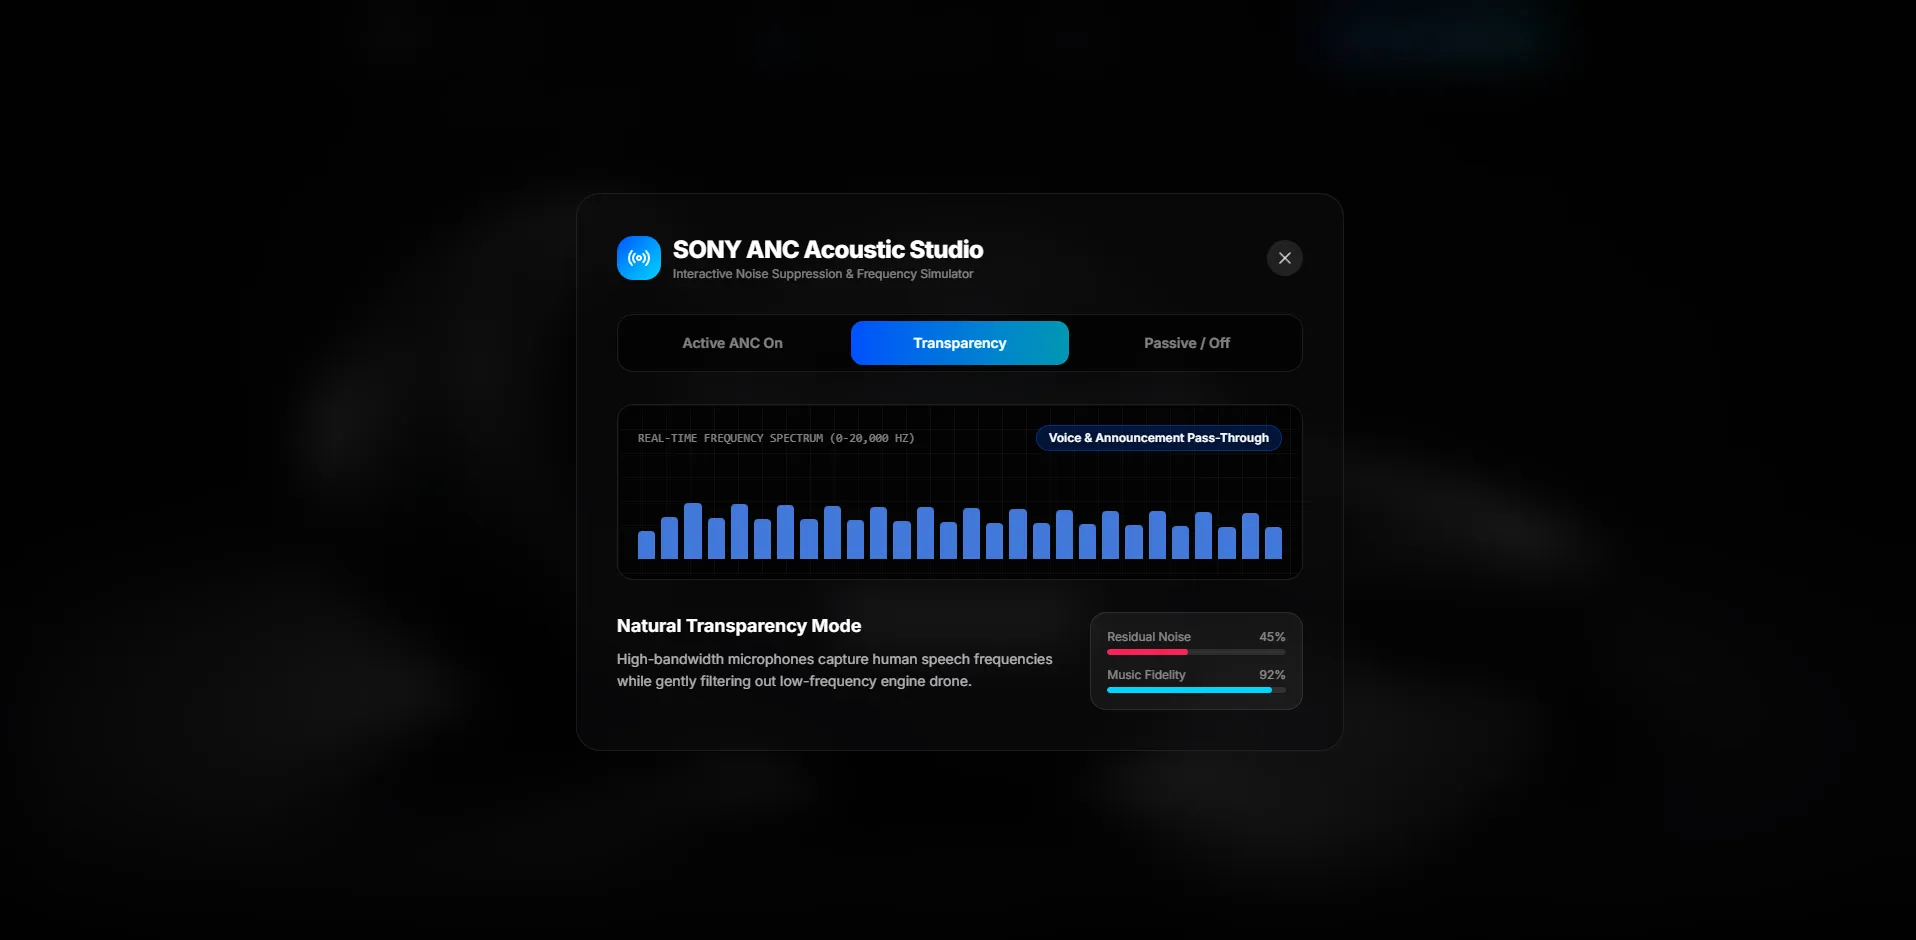 SONY ANC Acoustic Studio
Interactive Noise Suppression & Frequency Simulator
Active ANC On
Transparency
Passive / Off
REAL-TIME FREQUENCY SPECTRUM (0-20,000 HZ)
Voice & Announcement Pass-Through
Natural Transparency Mode
High-bandwidth microphones capture human speech frequencies
while gently filtering out low-frequency engine drone.
Residual Noise 45%
Music Fidelity 92%